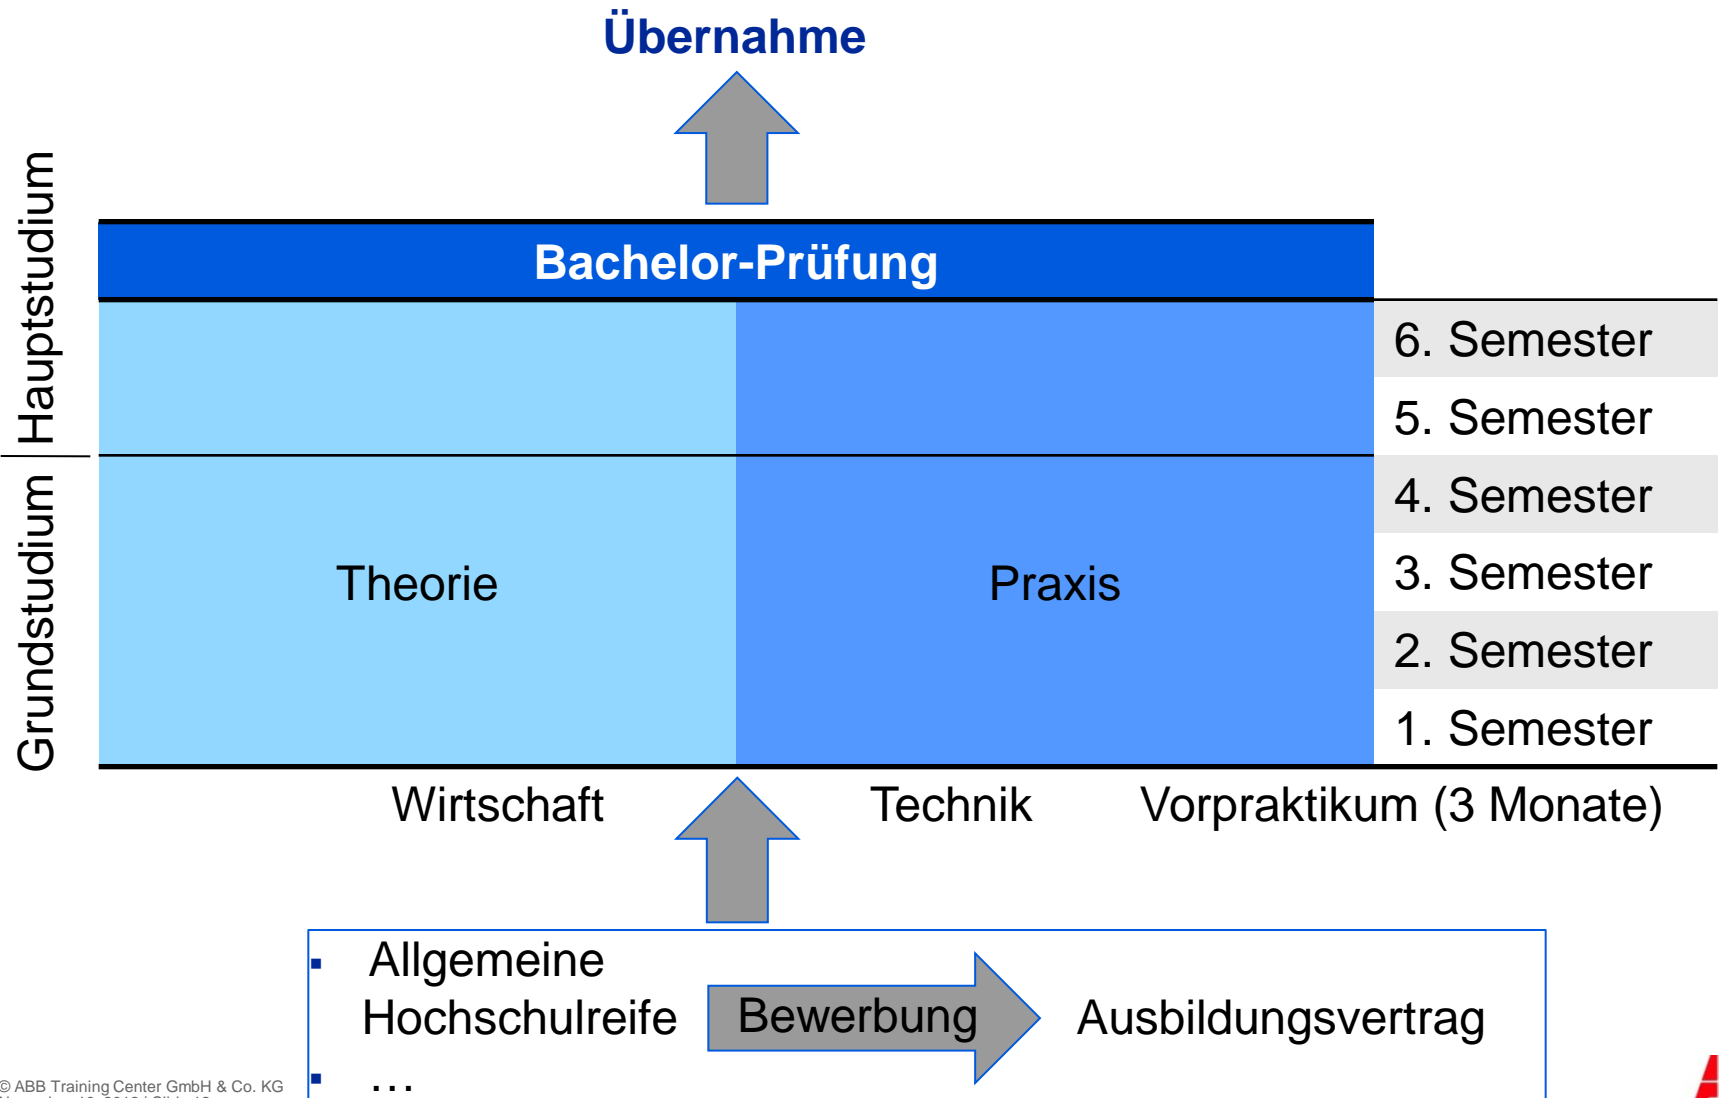 Übernahme
Hauptstudium
Bachelor-Prüfung
6. Semester
5. Semester
Grundstudium
4. Semester
Theorie
Praxis
3. Semester
2. Semester
1. Semester
Wirtschaft
Technik
Vorpraktikum (3 Monate)
▪ Allgemeine
Hochschulreife
Bewerbung
Ausbildungsvertrag
▪ …
© ABB Training Center GmbH & Co. KG